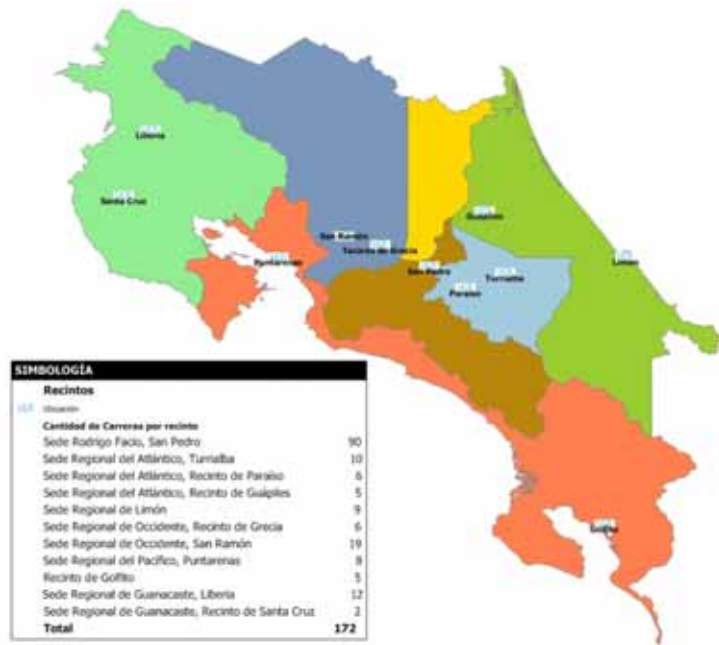 Liberia
Santa Cruz
Guápiles
San Ramón
Tacares de Grecia
Limón
Puntarenas
San Pedro
Turrialba
Paraíso
Golfito
SIMBOLOGÍA
Recintos
Ubicación
Cantidad de Carreras por recinto
Sede Rodrigo Facio, San Pedro 90
Sede Regional del Atlántico, Turrialba 10
Sede Regional del Atlántico, Recinto de Paraíso 6
Sede Regional del Atlántico, Recinto de Guápiles 5
Sede Regional de Limón 9
Sede Regional de Occidente, Recinto de Grecia 6
Sede Regional de Occidente, San Ramón 19
Sede Regional del Pacífico, Puntarenas 8
Recinto de Golfito 5
Sede Regional de Guanacaste, Liberia 12
Sede Regional de Guanacaste, Recinto de Santa Cruz 2
Total 172